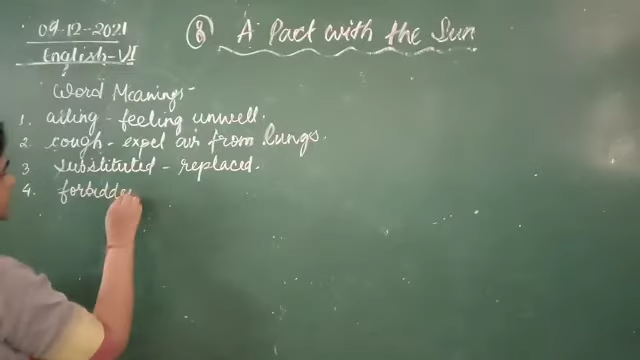 09-12-2021
English-VI
8 A Pact with the Sun
Word Meanings-
1. ailing - feeling unwell.
2. cough - expel air from lungs.
3. substituted - replaced.
4. forbidde